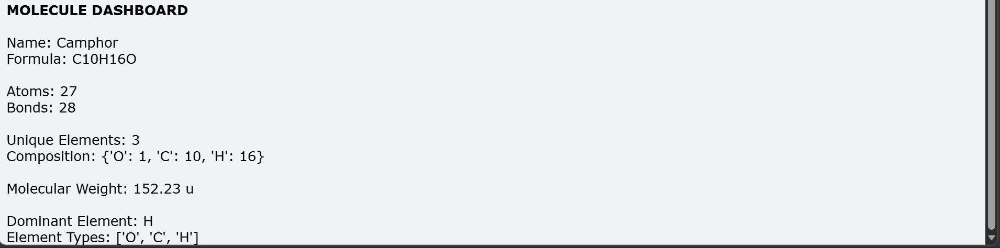 MOLECULE DASHBOARD
Name: Camphor
Formula: C10H16O
Atoms: 27
Bonds: 28
Unique Elements: 3
Composition: {'O': 1, 'C': 10, 'H': 16}
Molecular Weight: 152.23 u
Dominant Element: H
Element Types: ['O', 'C', 'H']